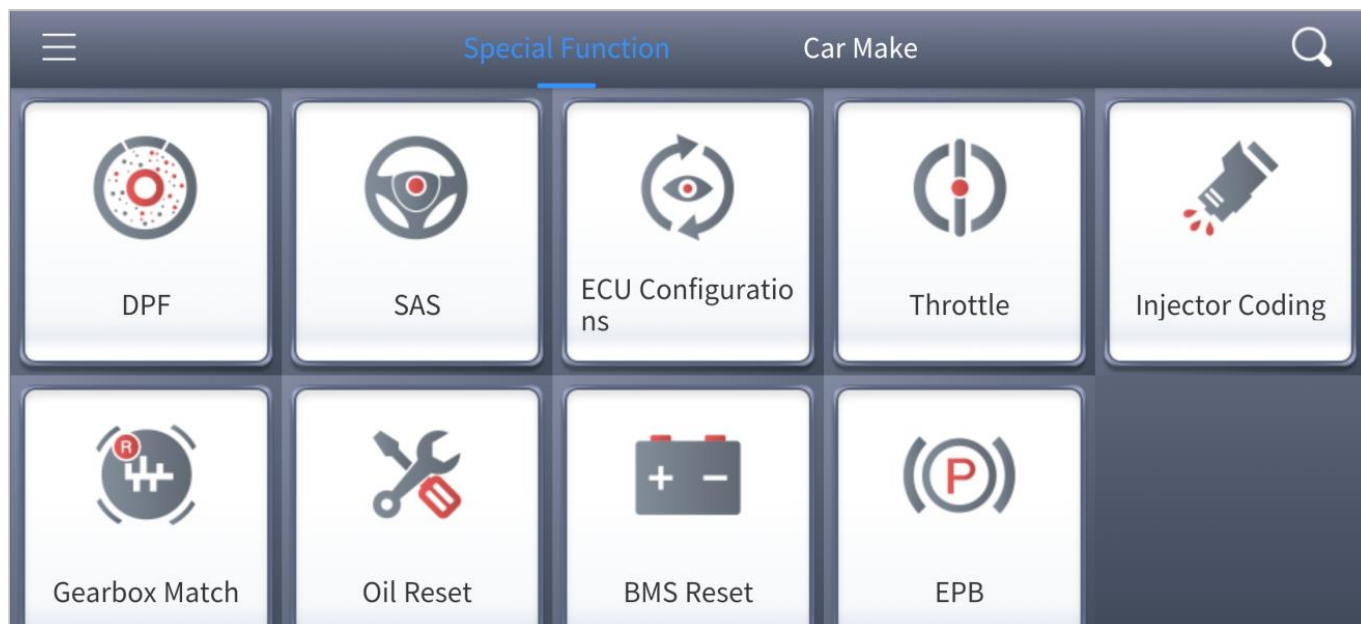 Special Function
Car Make
DPF
SAS
ECU Configuratio
ns
Throttle
Injector Coding
R
Gearbox Match
Oil Reset
+ −
BMS Reset
P
EPB